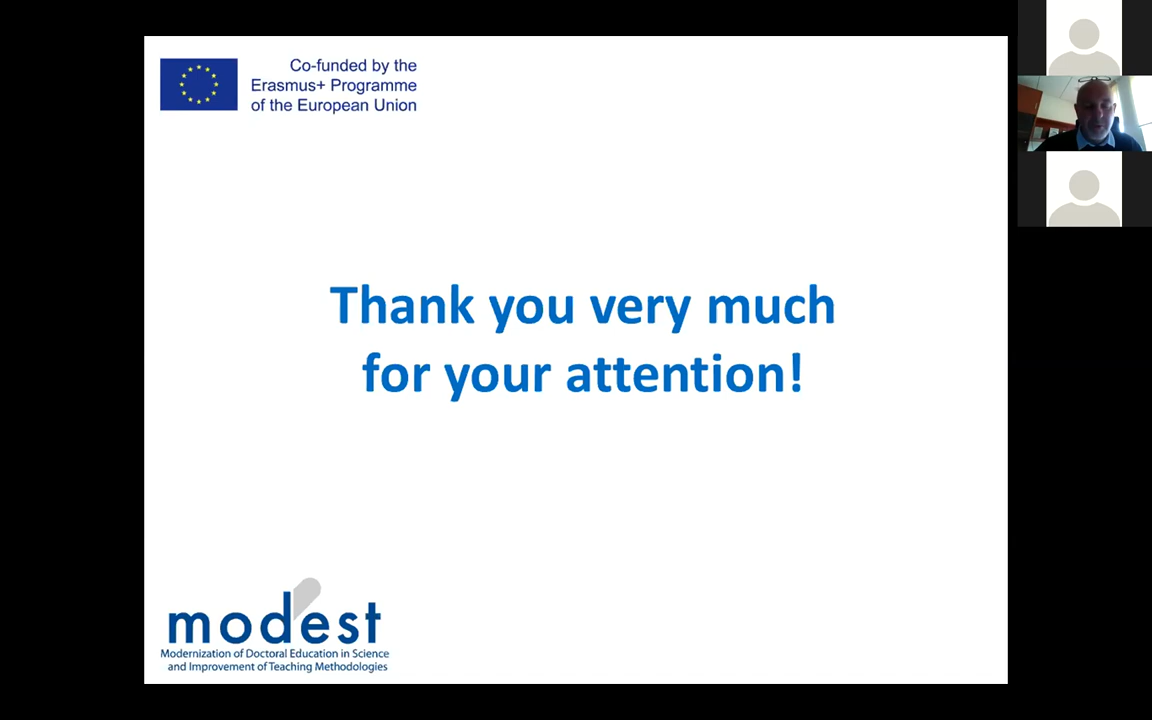 Co-funded by the
Erasmus+ Programme
of the European Union
Thank you very much
for your attention!
modest
Modernization of Doctoral Education in Science
and Improvement of Teaching Methodologies